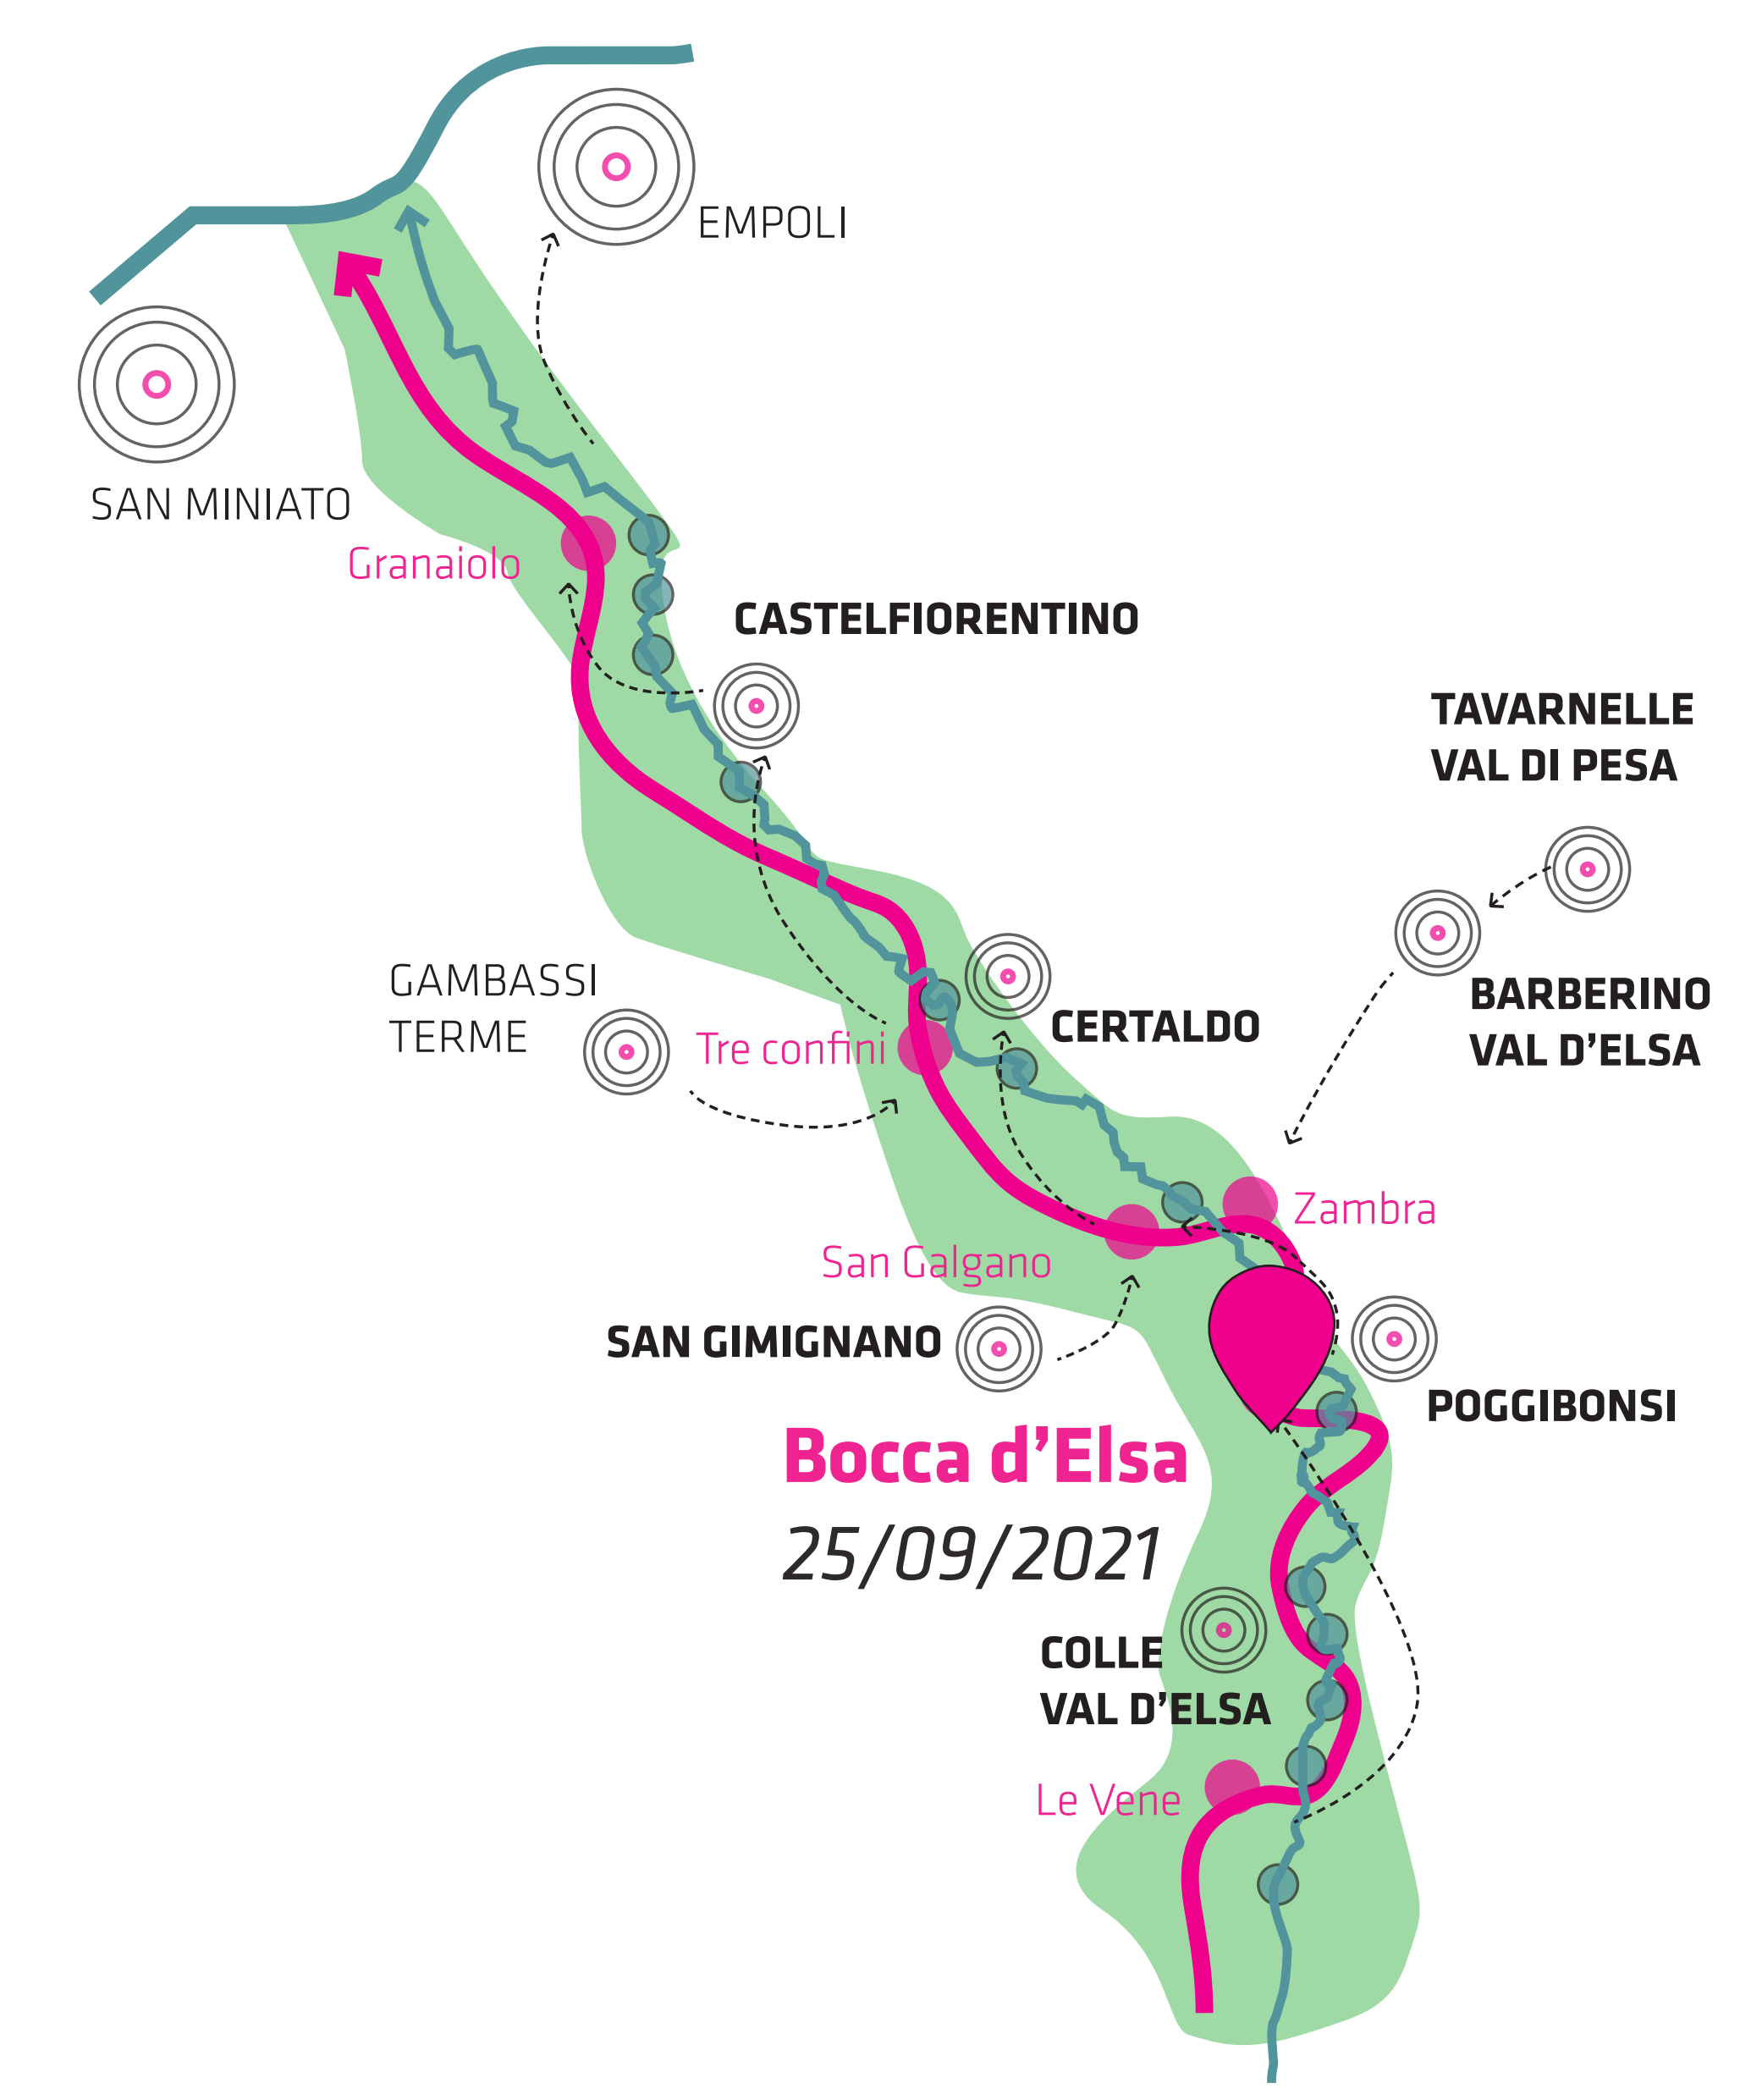 EMPOLI
SAN MINIATO
Granaiolo
CASTELFIORENTINO
TAVARNELLE
VAL DI PESA
GAMBASSI
TERME
BARBERINO
VAL D’ELSA
Tre confini
CERTALDO
Zambra
San Galgano
SAN GIMIGNANO
POGGIBONSI
Bocca d’Elsa
25/09/2021
COLLE
VAL D’ELSA
Le Vene